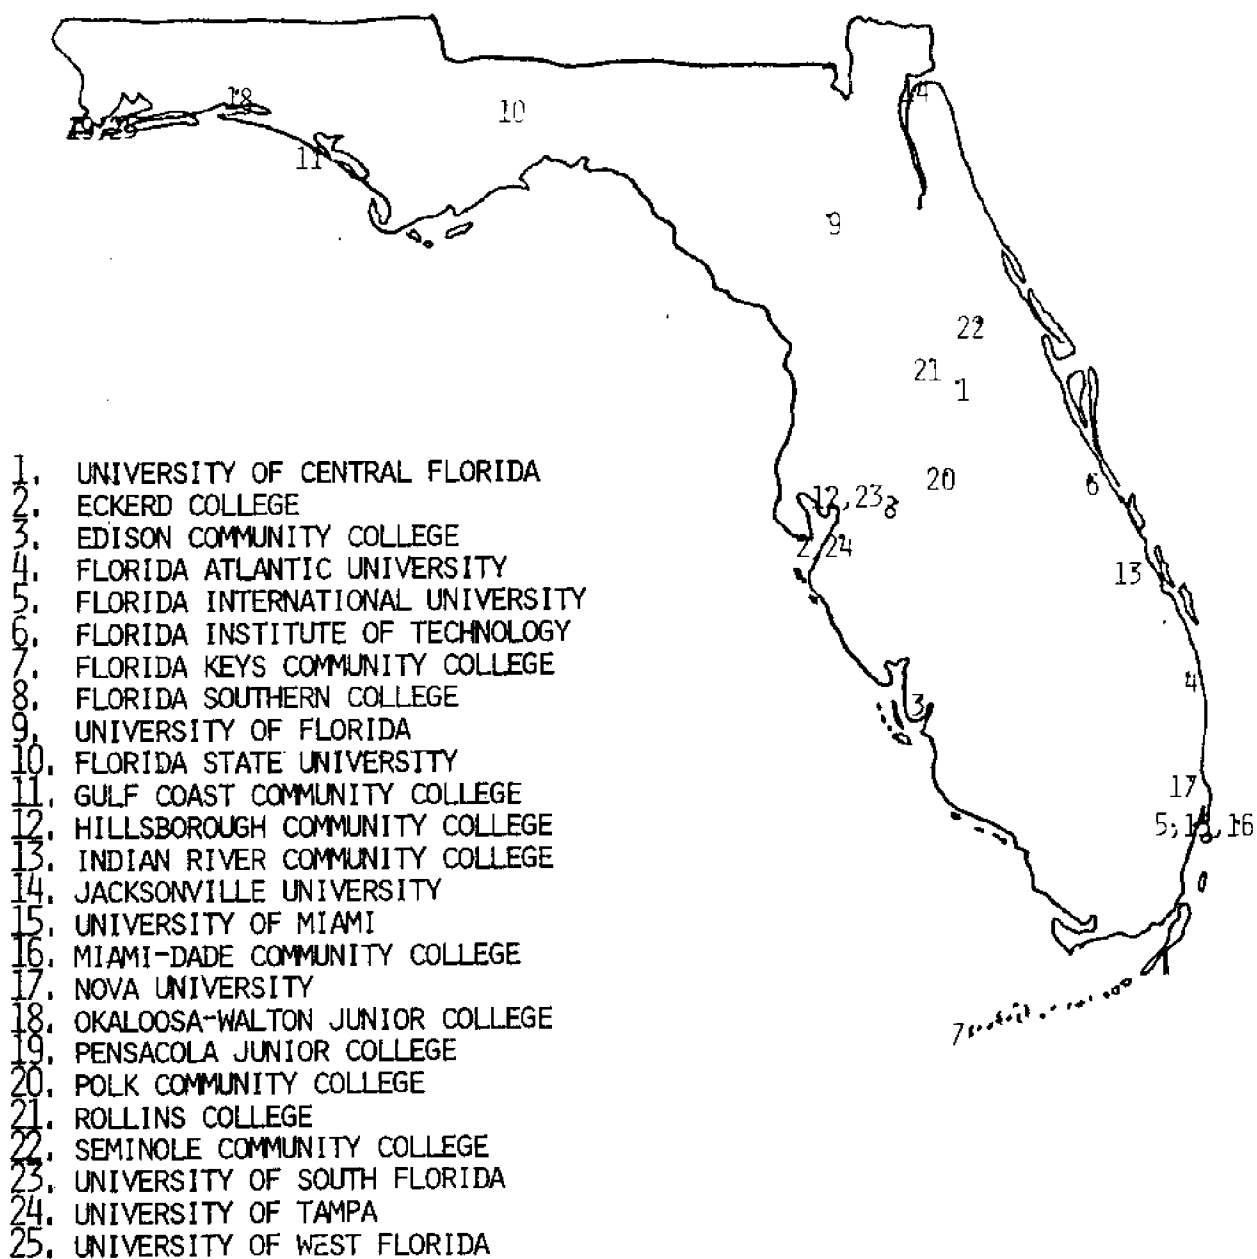 18
10
14
11
9
22
21
1
20
6
12,23
8
24
13
4
3
17
16
7
1. UNIVERSITY OF CENTRAL FLORIDA
2. ECKERD COLLEGE
3. EDISON COMMUNITY COLLEGE
4. FLORIDA ATLANTIC UNIVERSITY
5. FLORIDA INTERNATIONAL UNIVERSITY
6. FLORIDA INSTITUTE OF TECHNOLOGY
7. FLORIDA KEYS COMMUNITY COLLEGE
8. FLORIDA SOUTHERN COLLEGE
9. UNIVERSITY OF FLORIDA
10. FLORIDA STATE UNIVERSITY
11. GULF COAST COMMUNITY COLLEGE
12. HILLSBOROUGH COMMUNITY COLLEGE
13. INDIAN RIVER COMMUNITY COLLEGE
14. JACKSONVILLE UNIVERSITY
15. UNIVERSITY OF MIAMI
16. MIAMI-DADE COMMUNITY COLLEGE
17. NOVA UNIVERSITY
18. OKALOOSA-WALTON JUNIOR COLLEGE
19. PENSACOLA JUNIOR COLLEGE
20. POLK COMMUNITY COLLEGE
21. ROLLINS COLLEGE
22. SEMINOLE COMMUNITY COLLEGE
23. UNIVERSITY OF SOUTH FLORIDA
24. UNIVERSITY OF TAMPA
25. UNIVERSITY OF WEST FLORIDA